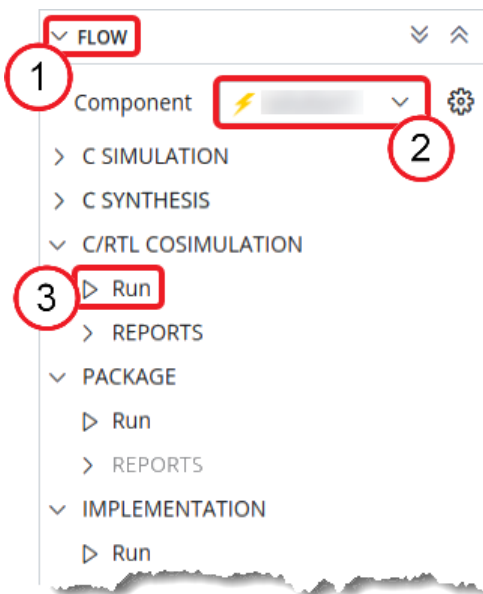 FLOW
1
Component
2
C SIMULATION
C SYNTHESIS
C/RTL COSIMULATION
3 Run
REPORTS
PACKAGE
Run
REPORTS
IMPLEMENTATION
Run